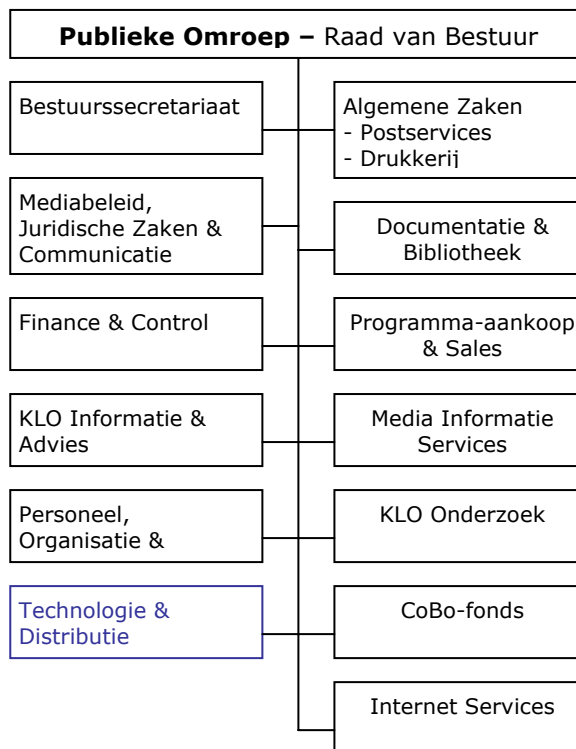 Publieke Omroep – Raad van Bestuur
Bestuurssecretariaat
Algemene Zaken
- Postservices
- Drukkerij
Mediabeleid,
Juridische Zaken &
Communicatie
Documentatie &
Bibliotheek
Finance & Control
Programma-aankoop
& Sales
KLO Informatie &
Advies
Media Informatie
Services
Personeel,
Organisatie &
KLO Onderzoek
Technologie &
Distributie
CoBo-fonds
Internet Services